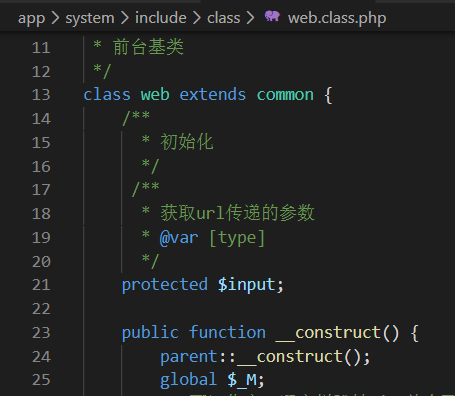 app > system > include > class > web.class.php
11 * 前台基类
12 */
13 class web extends common {
14 /**
15 * 初始化
16 */
17 /**
18 * 获取url传递的参数
19 * @var [type]
20 */
21 protected $input;
22
23 public function __construct() {
24 parent::__construct();
25 global $_M;